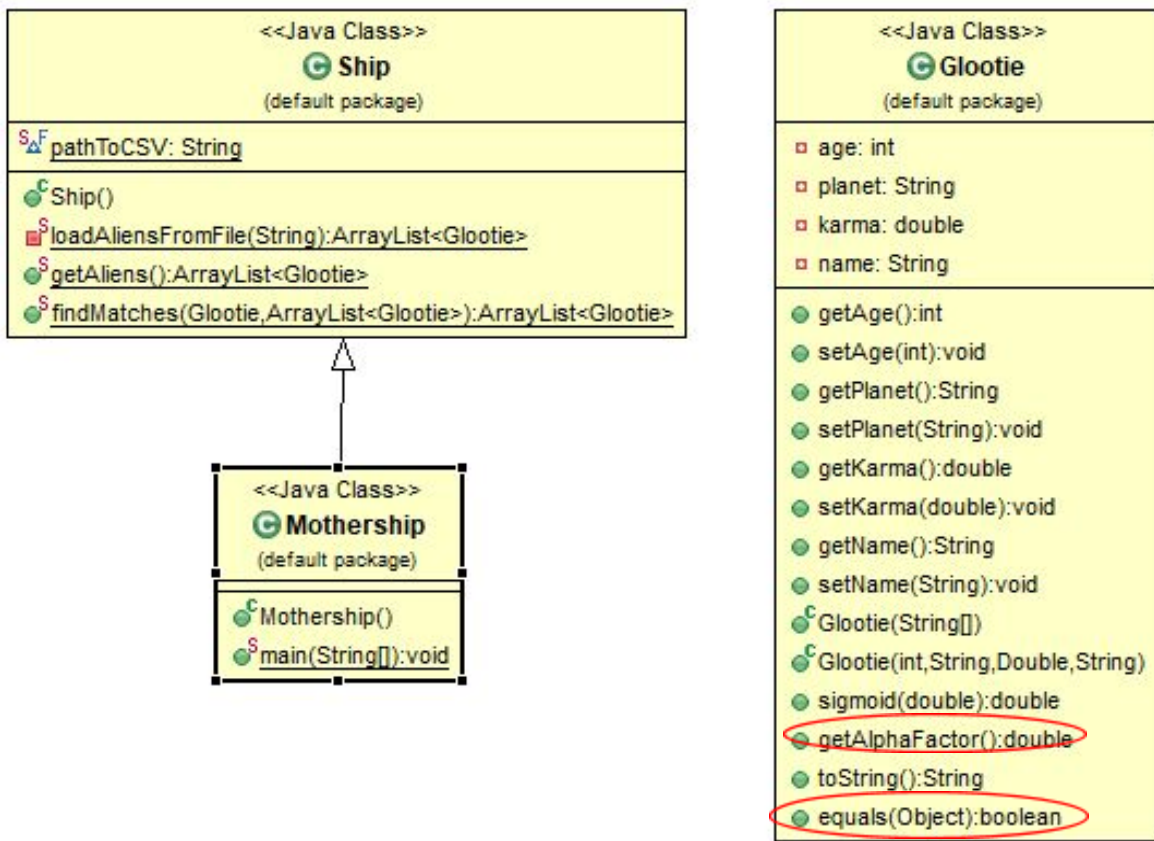 <<Java Class>>
Ship
(default package)
pathToCSV: String
Ship()
loadAliensFromFile(String):ArrayList<Glootie>
getAliens():ArrayList<Glootie>
findMatches(Glootie,ArrayList<Glootie>):ArrayList<Glootie>
<<Java Class>>
Mothership
(default package)
Mothership()
main(String[]):void
<<Java Class>>
Glootie
(default package)
age: int
planet: String
karma: double
name: String
getAge():int
setAge(int):void
getPlanet():String
setPlanet(String):void
getKarma():double
setKarma(double):void
getName():String
setName(String):void
Glootie(String[])
Glootie(int,String,Double,String)
sigmoid(double):double
getAlphaFactor():double
toString():String
equals(Object):boolean